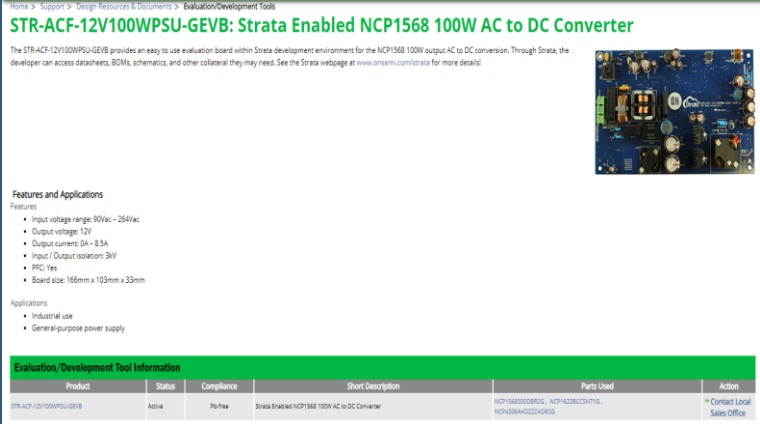 Home > Support > Design Resources & Documents > Evaluation/Development Tools
STR-ACF-12V100WPSU-GEVB: Strata Enabled NCP1568 100W AC to DC Converter
The STR-ACF-12V100WPSU-GEVB provides an easy to use evaluation board within Strata development environment for the NCP1568 100W output AC to DC conversion. Through Strata, the
developer can access datasheets, BOMs, schematics, and other collateral they may need. See the Strata webpage at www.onsemi.com/strata for more details!
ON
Strata
Features and Applications
Features
Input voltage range: 90Vac – 264Vac
Output voltage: 12V
Output current: 0A – 8.5A
Input / Output isolation: 3kV
PFC: Yes
Board size: 166mm x 103mm x 33mm
Applications
Industrial use
General-purpose power supply
Evaluation/Development Tool Information
Product Status Compliance Short Description Parts Used Action
STR-ACF-12V100WPSU-GEVB Active Pb-free Strata Enabled NCP1568 100W AC to DC Converter NCP1568S00DBR2G, NCP1622BCCSNT1G, Contact Local
NCP4306AADZZZADR2G Sales Office